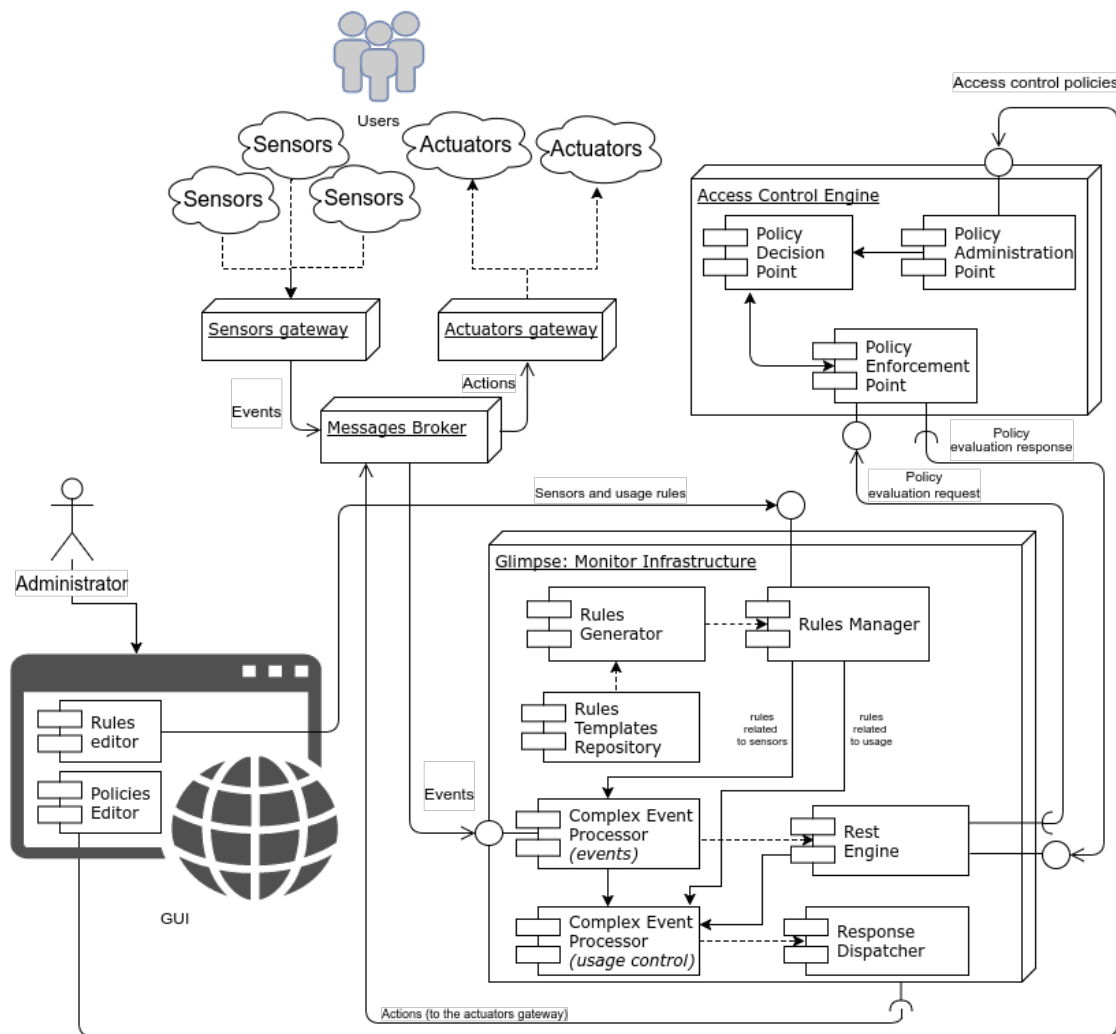 Users
Sensors
Sensors
Sensors
Actuators
Actuators
Sensors gateway
Actuators gateway
Events
Actions
Messages Broker
Access control policies
Access Control Engine
Policy
Decision
Point
Policy
Administration
Point
Policy
Enforcement
Point
Policy
evaluation response
Policy
evaluation request
Sensors and usage rules
Administrator
Rules
editor
Policies
Editor
GUI
Events
Glimpse: Monitor Infrastructure
Rules
Generator
Rules Manager
Rules
Templates
Repository
rules
related
to sensors
rules
related
to usage
Complex Event
Processor
(events)
Rest
Engine
Complex Event
Processor
(usage control)
Response
Dispatcher
Actions (to the actuators gateway)